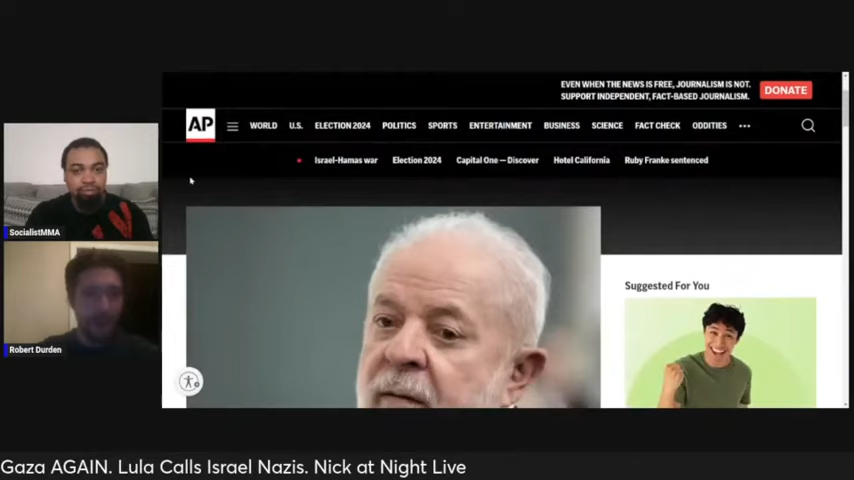 EVEN WHEN THE NEWS IS FREE, JOURNALISM IS NOT.
SUPPORT INDEPENDENT, FACT-BASED JOURNALISM.
DONATE
AP
WORLD U.S. ELECTION 2024 POLITICS SPORTS ENTERTAINMENT BUSINESS SCIENCE FACT CHECK ODDITIES
Israel-Hamas war Election 2024 Capital One — Discover Hotel California Ruby Franke sentenced
SocialistMMA
Suggested For You
Robert Durden
Gaza AGAIN. Lula Calls Israel Nazis. Nick at Night Live